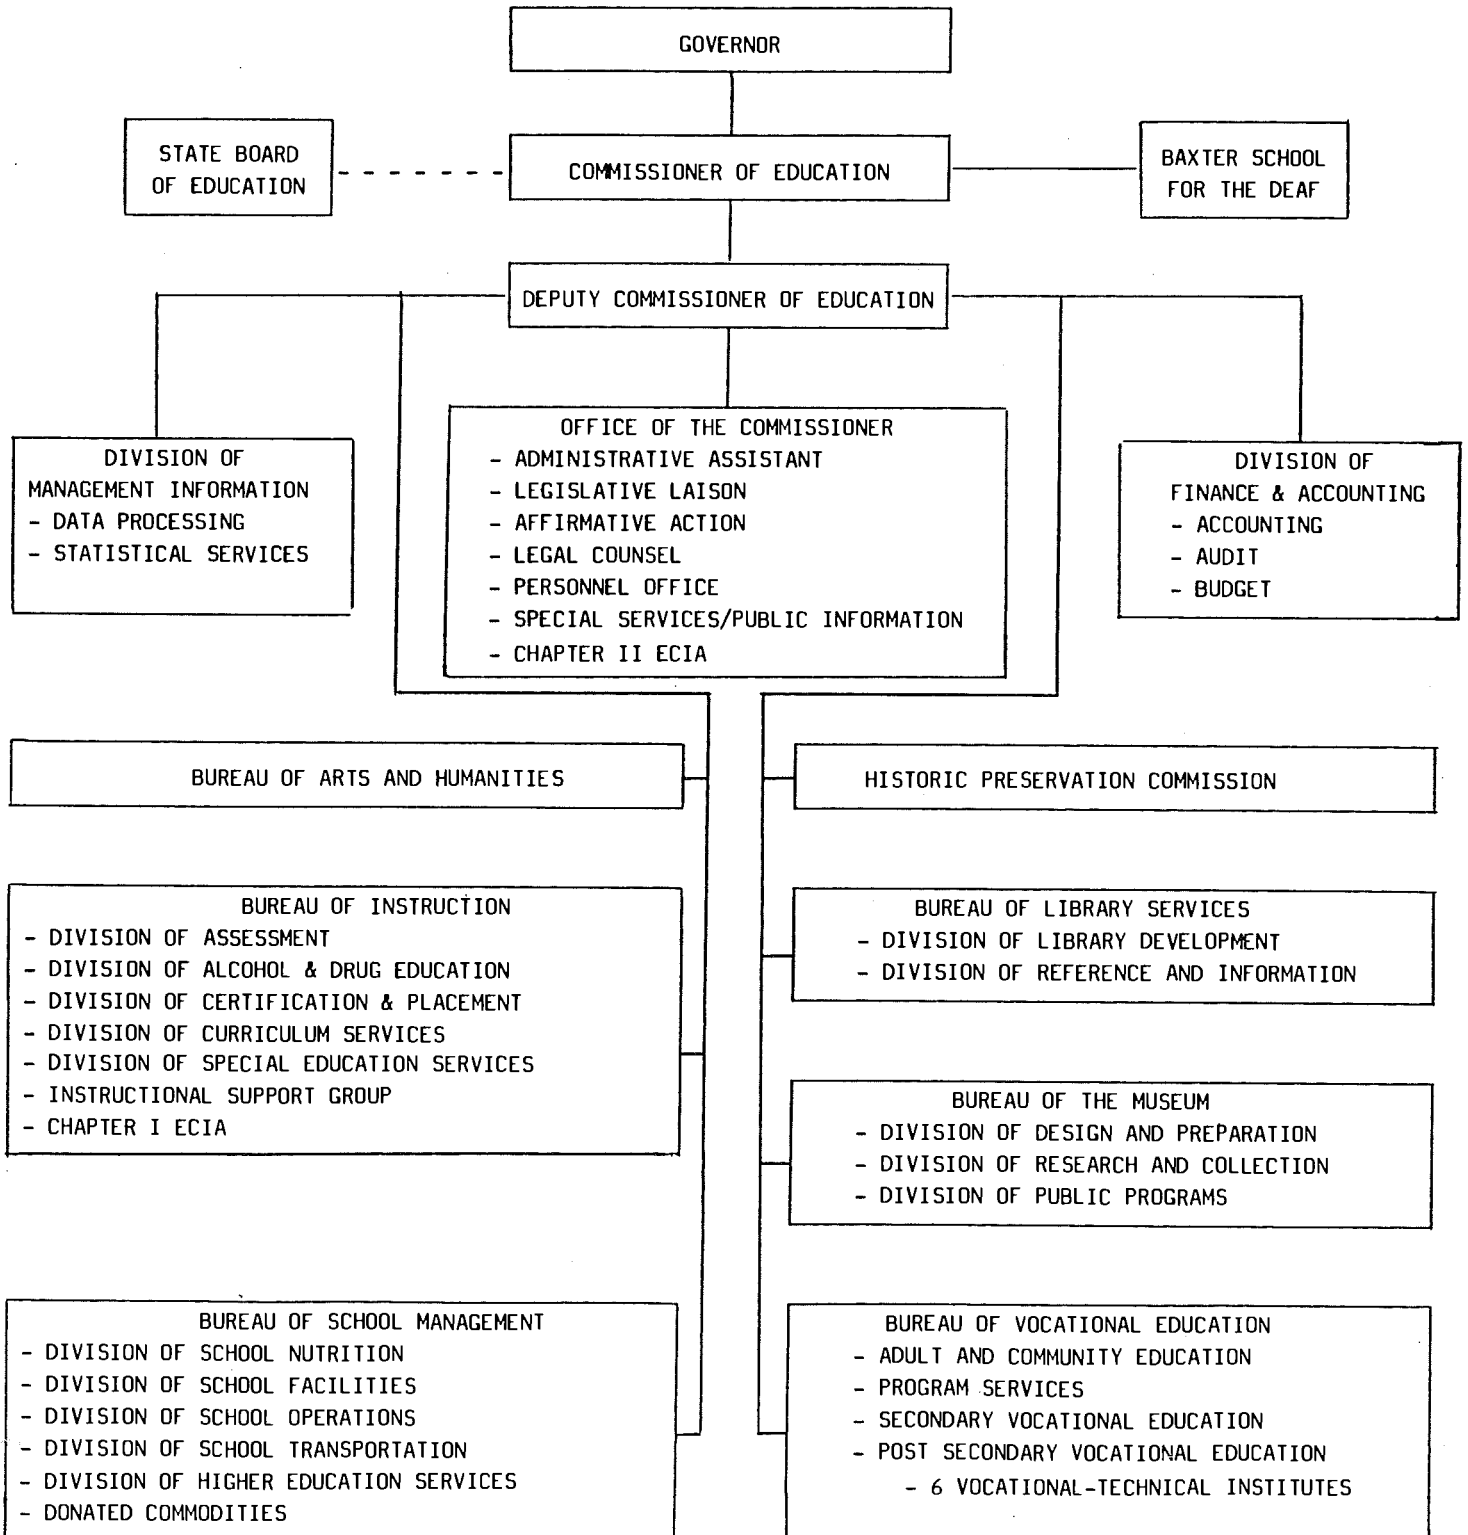 GOVERNOR
STATE BOARD
OF EDUCATION
COMMISSIONER OF EDUCATION
BAXTER SCHOOL
FOR THE DEAF
DEPUTY COMMISSIONER OF EDUCATION
DIVISION OF
MANAGEMENT INFORMATION
- DATA PROCESSING
- STATISTICAL SERVICES
OFFICE OF THE COMMISSIONER
- ADMINISTRATIVE ASSISTANT
- LEGISLATIVE LAISON
- AFFIRMATIVE ACTION
- LEGAL COUNSEL
- PERSONNEL OFFICE
- SPECIAL SERVICES/PUBLIC INFORMATION
- CHAPTER II ECIA
DIVISION OF
FINANCE & ACCOUNTING
- ACCOUNTING
- AUDIT
- BUDGET
BUREAU OF ARTS AND HUMANITIES
HISTORIC PRESERVATION COMMISSION
BUREAU OF INSTRUCTION
- DIVISION OF ASSESSMENT
- DIVISION OF ALCOHOL & DRUG EDUCATION
- DIVISION OF CERTIFICATION & PLACEMENT
- DIVISION OF CURRICULUM SERVICES
- DIVISION OF SPECIAL EDUCATION SERVICES
- INSTRUCTIONAL SUPPORT GROUP
- CHAPTER I ECIA
BUREAU OF LIBRARY SERVICES
- DIVISION OF LIBRARY DEVELOPMENT
- DIVISION OF REFERENCE AND INFORMATION
BUREAU OF THE MUSEUM
- DIVISION OF DESIGN AND PREPARATION
- DIVISION OF RESEARCH AND COLLECTION
- DIVISION OF PUBLIC PROGRAMS
BUREAU OF SCHOOL MANAGEMENT
- DIVISION OF SCHOOL NUTRITION
- DIVISION OF SCHOOL FACILITIES
- DIVISION OF SCHOOL OPERATIONS
- DIVISION OF SCHOOL TRANSPORTATION
- DIVISION OF HIGHER EDUCATION SERVICES
- DONATED COMMODITIES
BUREAU OF VOCATIONAL EDUCATION
- ADULT AND COMMUNITY EDUCATION
- PROGRAM SERVICES
- SECONDARY VOCATIONAL EDUCATION
- POST SECONDARY VOCATIONAL EDUCATION
- 6 VOCATIONAL-TECHNICAL INSTITUTES